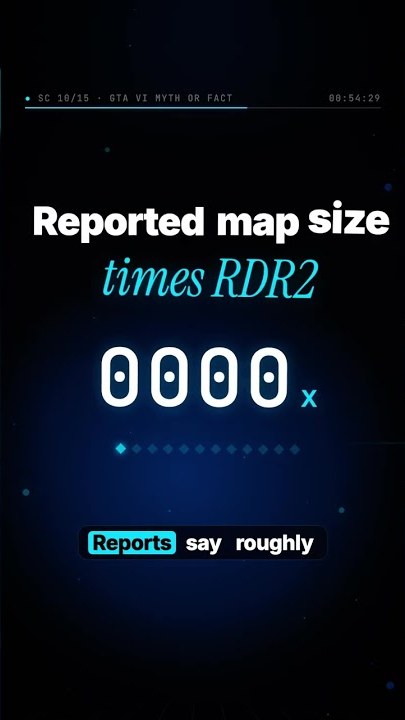 SC 10/15 · GTA VI MYTH OR FACT 00:54:29
Reported map size
times RDR2
0000 x
Reports say roughly